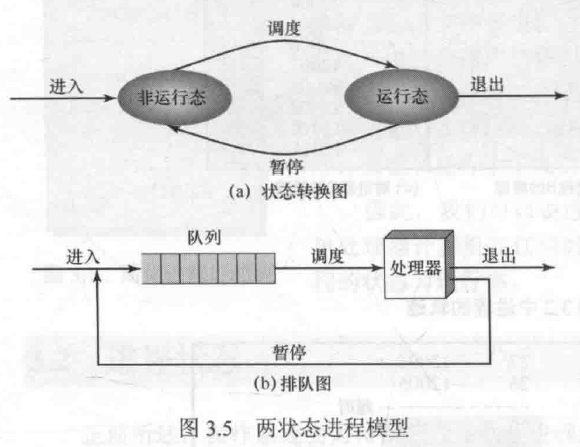 调度
进入
非运行态
运行态
退出
暂停
(a) 状态转换图
队列
进入
调度
处理器
退出
暂停
(b) 排队图
图 3.5 两状态进程模型